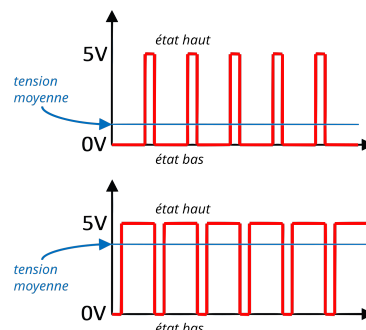 état haut
5V
tension
moyenne
0V
état bas
état haut
5V
tension
moyenne
0V
état bas